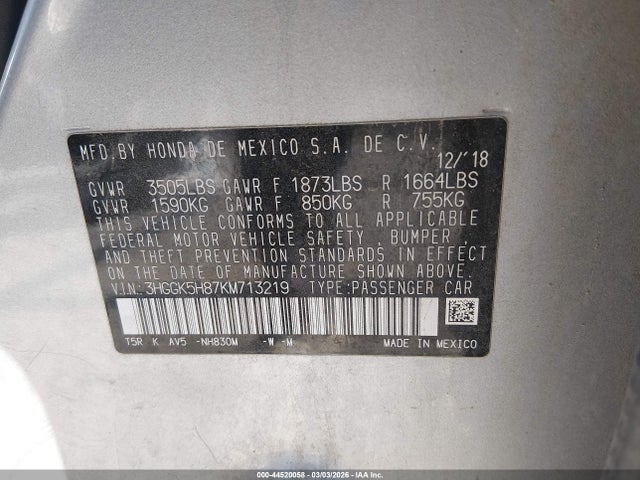 MFD. BY HONDA DE MEXICO S.A. DE C.V.
12/'18
GVWR 3505LBS GAWR F 1873LBS R 1664LBS
GVWR 1590KG GAWR F 850KG R 755KG
THIS VEHICLE CONFORMS TO ALL APPLICABLE
FEDERAL MOTOR VEHICLE SAFETY , BUMPER ,
AND THEFT PREVENTION STANDARDS IN EFFECT
ON THE DATE OF MANUFACTURE SHOWN ABOVE.
V.I.N.: 3HGGK5H87KM713219 TYPE:PASSENGER CAR
T5R K AV5 -NH830M -W -M
MADE IN MEXICO
000-44520058 - 03/03/2026 - © IAA Inc.